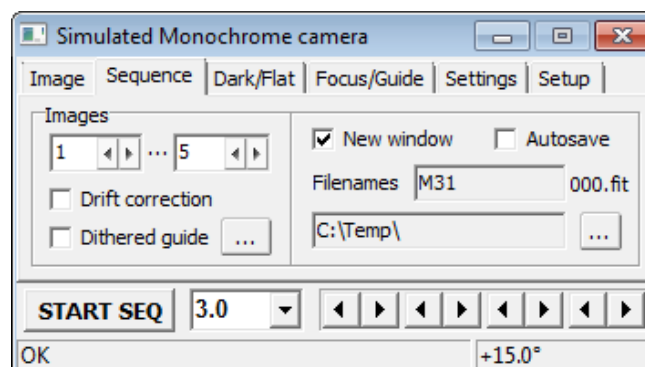 Simulated Monochrome camera
Image Sequence Dark/Flat Focus/Guide Settings Setup
Images
1 ... 5
New window Autosave
Drift correction
Filenames M31 000.fit
Dithered guide ...
C:\Temp\ ...
START SEQ 3.0
OK +15.0°